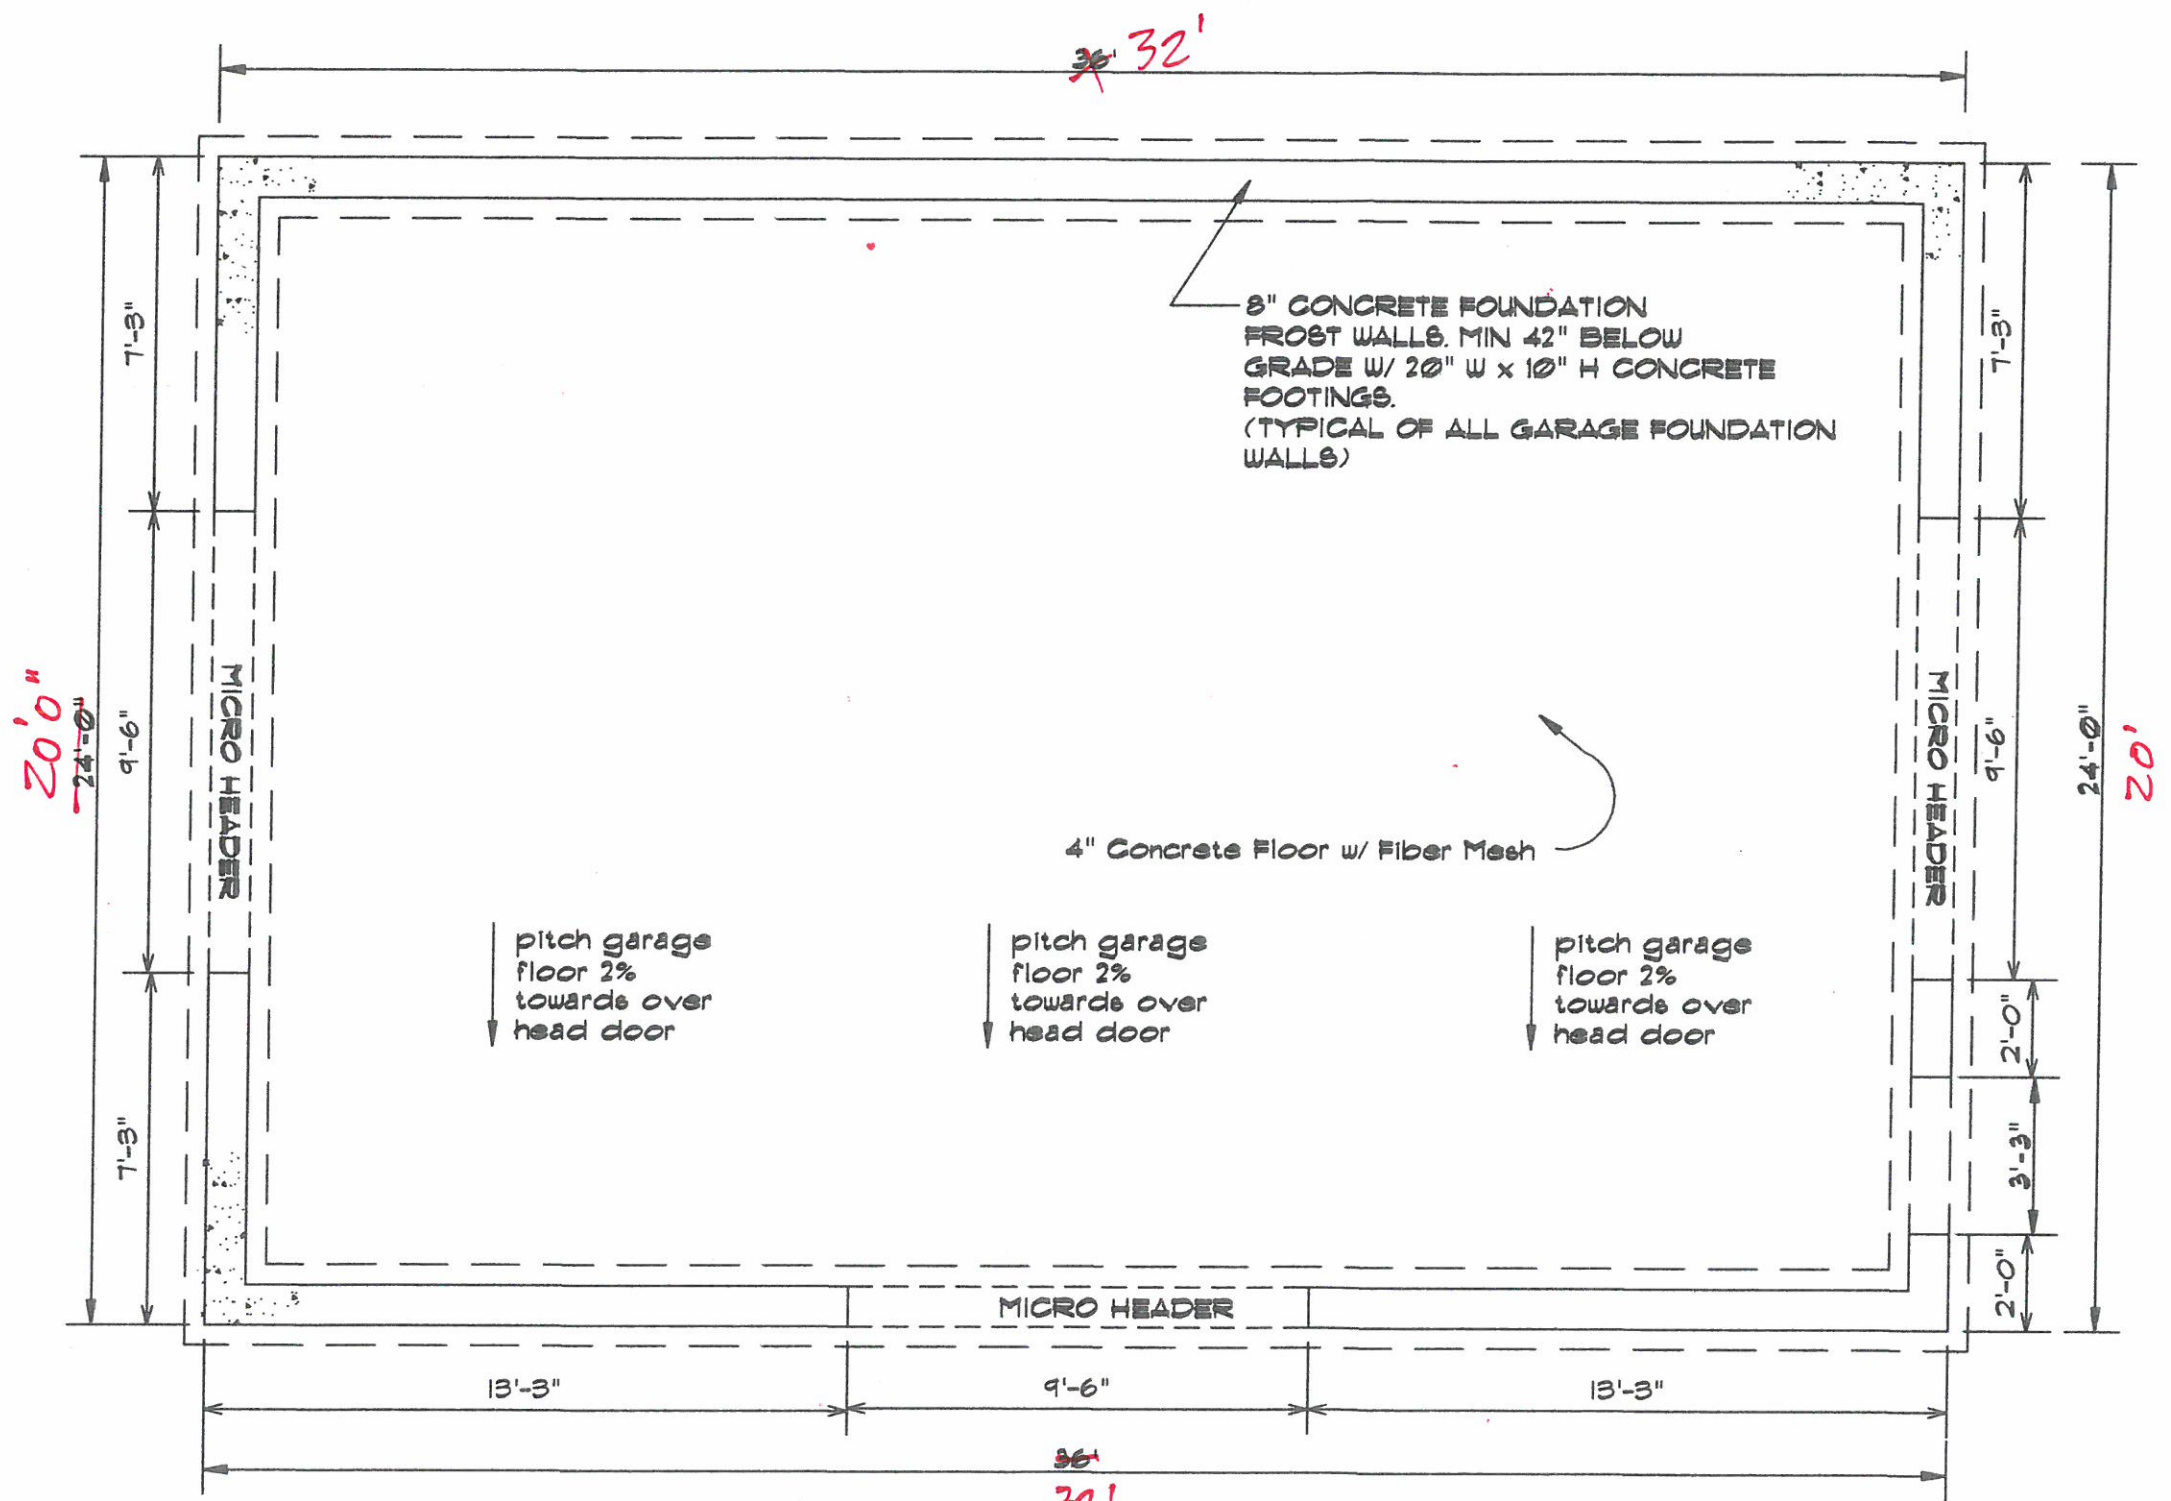 36' 32'
7'-3"
9'-6"
7'-3"
20'0"
24'-0"
MICRO HEADER
8" CONCRETE FOUNDATION
FROST WALLS. MIN 42" BELOW
GRADE W/ 20" W x 10" H CONCRETE
FOOTINGS.
(TYPICAL OF ALL GARAGE FOUNDATION
WALLS)
4" Concrete Floor w/ Fiber Mesh
pitch garage
floor 2%
towards over
head door
pitch garage
floor 2%
towards over
head door
pitch garage
floor 2%
towards over
head door
MICRO HEADER
7'-3"
9'-6"
2'-0"
3'-3"
2'-0"
24'-0"
20'
MICRO HEADER
13'-3"
9'-6"
13'-3"
36'